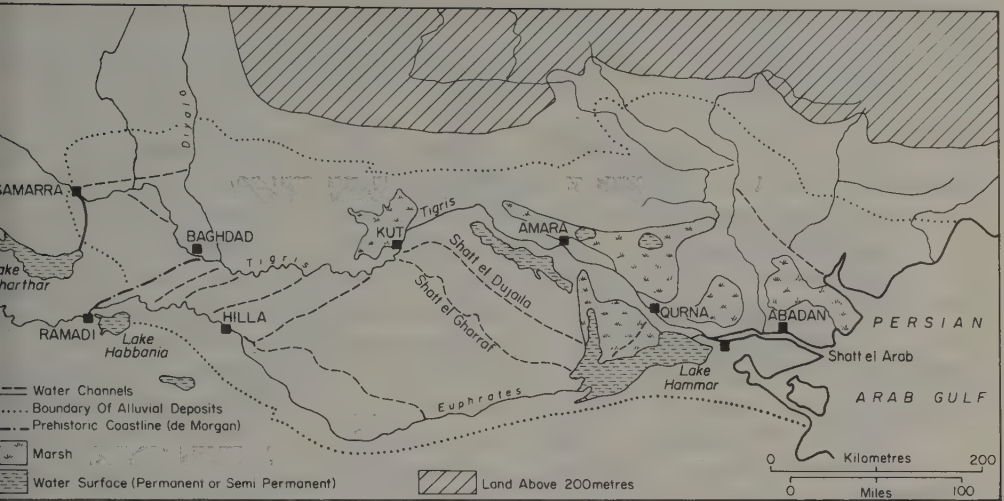 Diyala
SAMARRA
Tigris
KUT
AMARA
BAGHDAD
Tigris
Shatt el Dujaila
Shatt el Gharraf
QURNA
ABADAN
PERSIAN
RAMADI
HILLA
Lake
Habbania
Lake
Hammar
Shatt el Arab
ARAB GULF
Euphrates
Water Channels
Boundary Of Alluvial Deposits
Prehistoric Coastline (de Morgan)
Marsh
Water Surface (Permanent or Semi Permanent)
Land Above 200metres
0 Kilometres 200
0 Miles 100